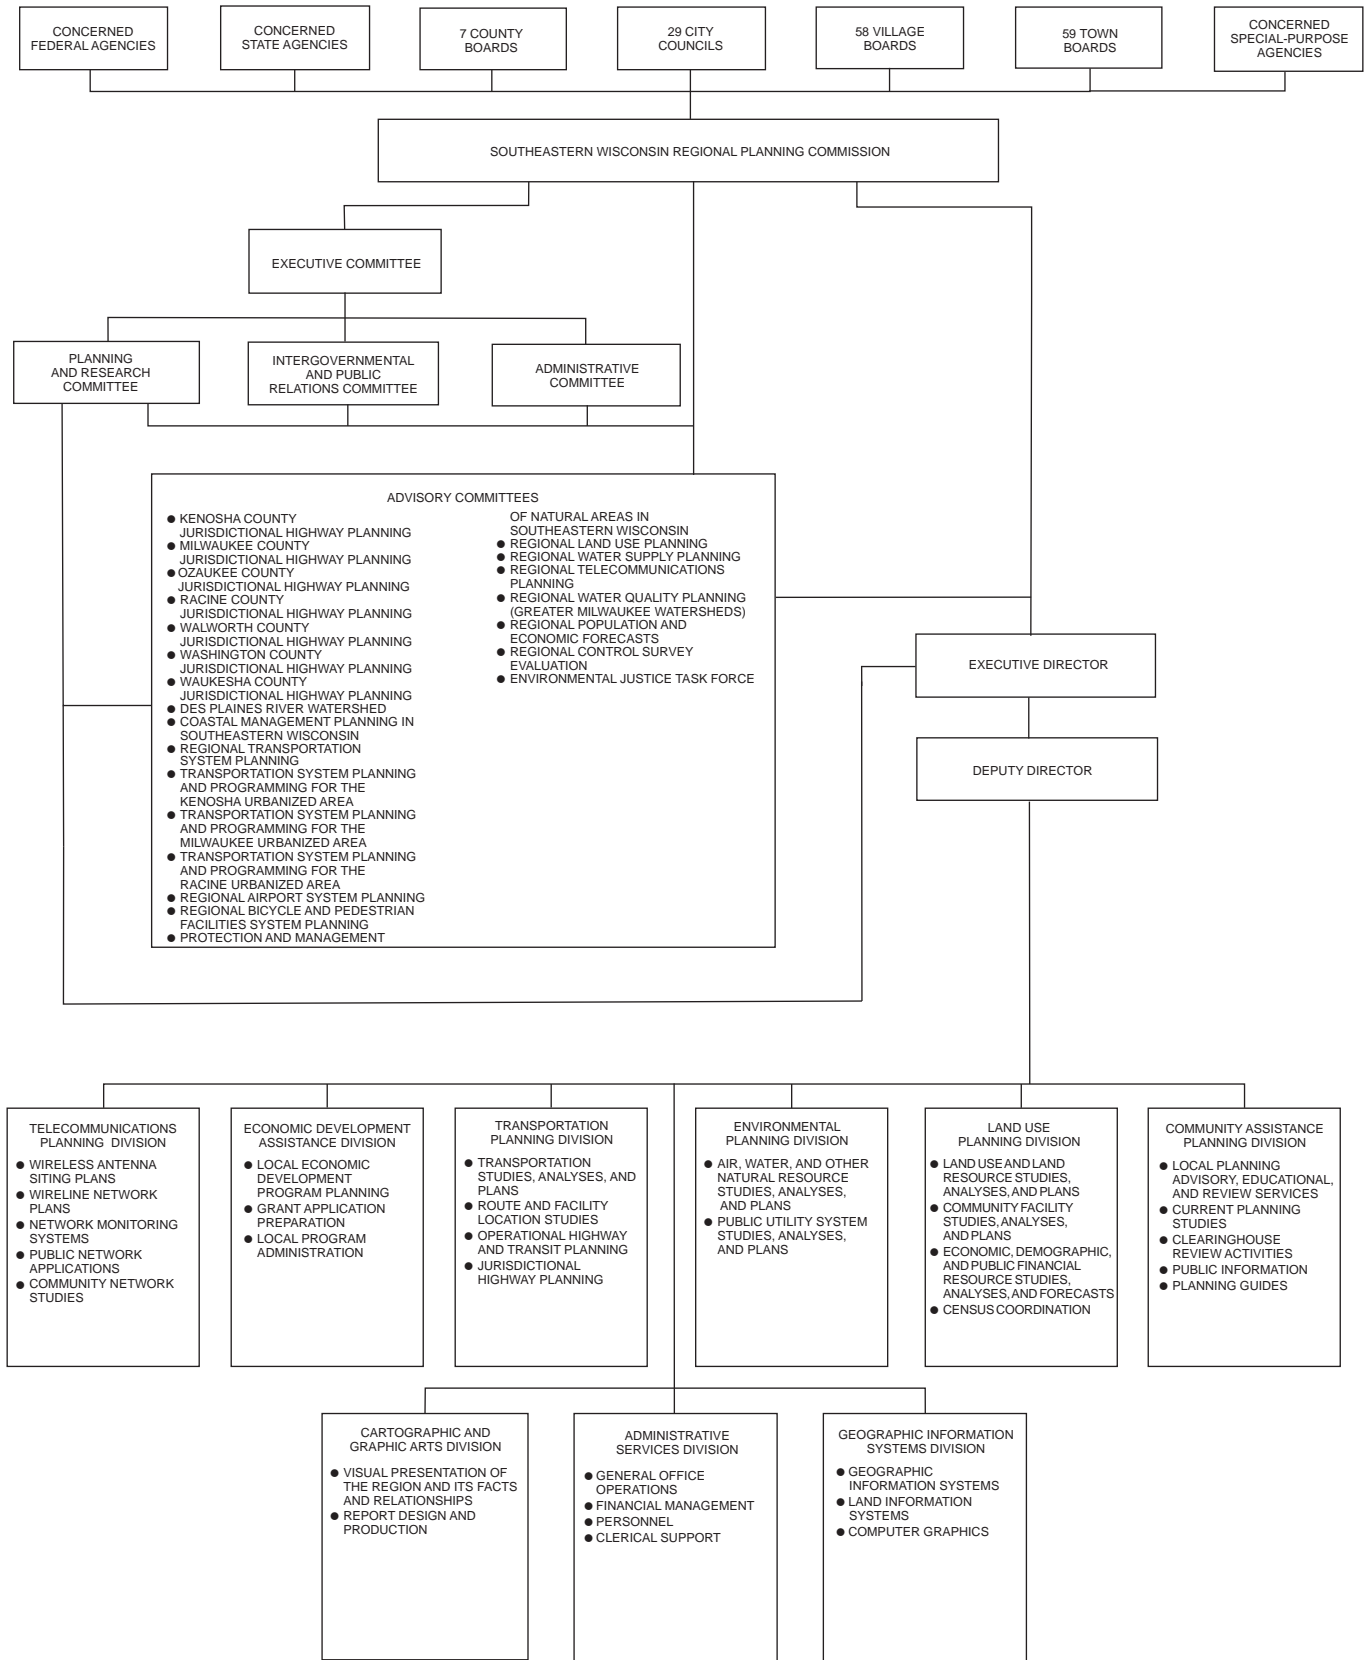 CONCERNED
FEDERAL AGENCIES
CONCERNED
STATE AGENCIES
7 COUNTY
BOARDS
29 CITY
COUNCILS
58 VILLAGE
BOARDS
59 TOWN
BOARDS
CONCERNED
SPECIAL-PURPOSE
AGENCIES
SOUTHEASTERN WISCONSIN REGIONAL PLANNING COMMISSION
EXECUTIVE COMMITTEE
PLANNING
AND RESEARCH
COMMITTEE
INTERGOVERNMENTAL
AND PUBLIC
RELATIONS COMMITTEE
ADMINISTRATIVE
COMMITTEE
ADVISORY COMMITTEES
● KENOSHA COUNTY
JURISDICTIONAL HIGHWAY PLANNING
● MILWAUKEE COUNTY
JURISDICTIONAL HIGHWAY PLANNING
● OZAUKEE COUNTY
JURISDICTIONAL HIGHWAY PLANNING
● RACINE COUNTY
JURISDICTIONAL HIGHWAY PLANNING
● WALWORTH COUNTY
JURISDICTIONAL HIGHWAY PLANNING
● WASHINGTON COUNTY
JURISDICTIONAL HIGHWAY PLANNING
● WAUKESHA COUNTY
JURISDICTIONAL HIGHWAY PLANNING
● DES PLAINES RIVER WATERSHED
● COASTAL MANAGEMENT PLANNING IN
SOUTHEASTERN WISCONSIN
● REGIONAL TRANSPORTATION
SYSTEM PLANNING
● TRANSPORTATION SYSTEM PLANNING
AND PROGRAMMING FOR THE
KENOSHA URBANIZED AREA
● TRANSPORTATION SYSTEM PLANNING
AND PROGRAMMING FOR THE
MILWAUKEE URBANIZED AREA
● TRANSPORTATION SYSTEM PLANNING
AND PROGRAMMING FOR THE
RACINE URBANIZED AREA
● REGIONAL AIRPORT SYSTEM PLANNING
● REGIONAL BICYCLE AND PEDESTRIAN
FACILITIES SYSTEM PLANNING
● PROTECTION AND MANAGEMENT
OF NATURAL AREAS IN
SOUTHEASTERN WISCONSIN
● REGIONAL LAND USE PLANNING
● REGIONAL WATER SUPPLY PLANNING
● REGIONAL TELECOMMUNICATIONS
PLANNING
● REGIONAL WATER QUALITY PLANNING
(GREATER MILWAUKEE WATERSHEDS)
● REGIONAL POPULATION AND
ECONOMIC FORECASTS
● REGIONAL CONTROL SURVEY
EVALUATION
● ENVIRONMENTAL JUSTICE TASK FORCE
EXECUTIVE DIRECTOR
DEPUTY DIRECTOR
TELECOMMUNICATIONS
PLANNING DIVISION
● WIRELESS ANTENNA
SITING PLANS
● WIRELINE NETWORK
PLANS
● NETWORK MONITORING
SYSTEMS
● PUBLIC NETWORK
APPLICATIONS
● COMMUNITY NETWORK
STUDIES
ECONOMIC DEVELOPMENT
ASSISTANCE DIVISION
● LOCAL ECONOMIC
DEVELOPMENT
PROGRAM PLANNING
● GRANT APPLICATION
PREPARATION
● LOCAL PROGRAM
ADMINISTRATION
TRANSPORTATION
PLANNING DIVISION
● TRANSPORTATION
STUDIES, ANALYSES, AND
PLANS
● ROUTE AND FACILITY
LOCATION STUDIES
● OPERATIONAL HIGHWAY
AND TRANSIT PLANNING
● JURISDICTIONAL
HIGHWAY PLANNING
ENVIRONMENTAL
PLANNING DIVISION
● AIR, WATER, AND OTHER
NATURAL RESOURCE
STUDIES, ANALYSES,
AND PLANS
● PUBLIC UTILITY SYSTEM
STUDIES, ANALYSES,
AND PLANS
LAND USE
PLANNING DIVISION
● LAND USE AND LAND
RESOURCE STUDIES,
ANALYSES, AND PLANS
● COMMUNITY FACILITY
STUDIES, ANALYSES,
AND PLANS
● ECONOMIC, DEMOGRAPHIC,
AND PUBLIC FINANCIAL
RESOURCE STUDIES,
ANALYSES, AND FORECASTS
● CENSUS COORDINATION
COMMUNITY ASSISTANCE
PLANNING DIVISION
● LOCAL PLANNING
ADVISORY, EDUCATIONAL,
AND REVIEW SERVICES
● CURRENT PLANNING
STUDIES
● CLEARINGHOUSE
REVIEW ACTIVITIES
● PUBLIC INFORMATION
● PLANNING GUIDES
CARTOGRAPHIC AND
GRAPHIC ARTS DIVISION
● VISUAL PRESENTATION OF
THE REGION AND ITS FACTS
AND RELATIONSHIPS
● REPORT DESIGN AND
PRODUCTION
ADMINISTRATIVE
SERVICES DIVISION
● GENERAL OFFICE
OPERATIONS
● FINANCIAL MANAGEMENT
● PERSONNEL
● CLERICAL SUPPORT
GEOGRAPHIC INFORMATION
SYSTEMS DIVISION
● GEOGRAPHIC
INFORMATION SYSTEMS
● LAND INFORMATION
SYSTEMS
● COMPUTER GRAPHICS